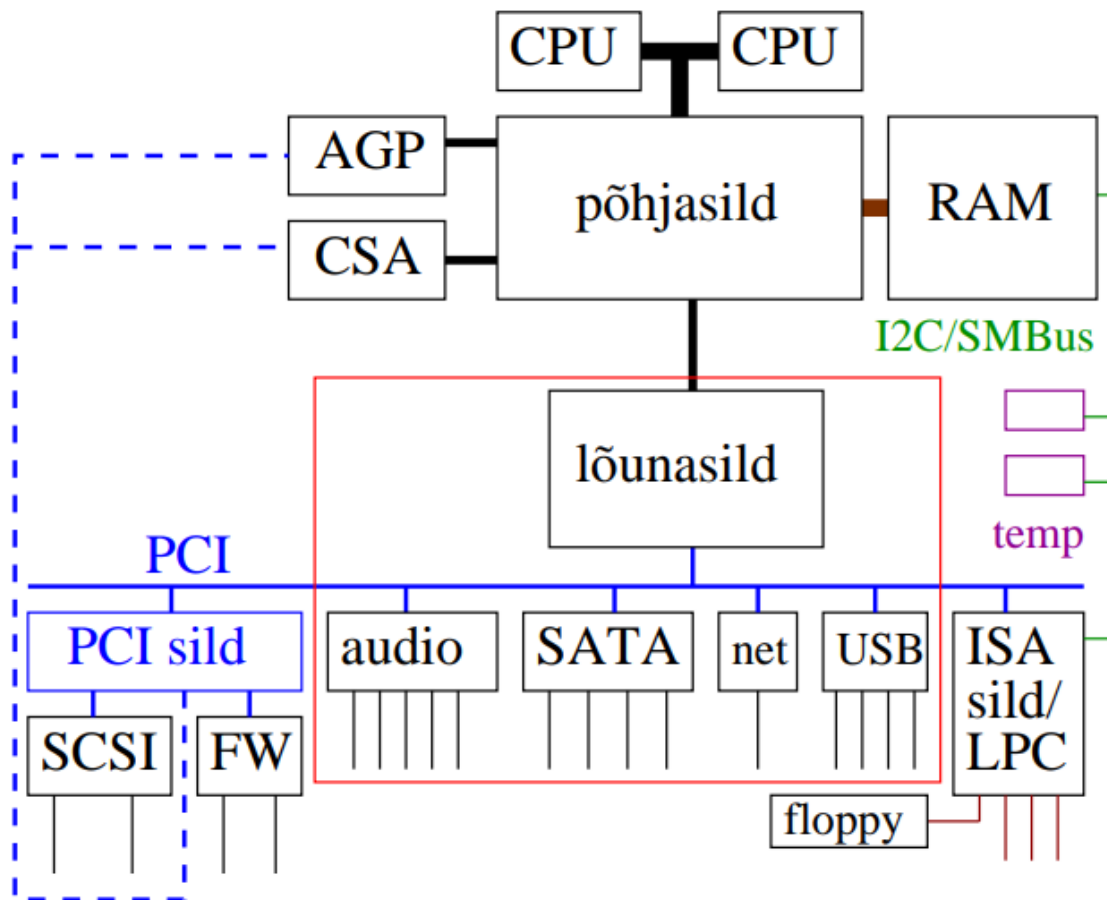 CPU
CPU
AGP
põhjasild
RAM
CSA
I2C/SMBus
lõunasild
temp
PCI
PCI sild
audio
SATA
net
USB
ISA
sild/
LPC
SCSI
FW
floppy